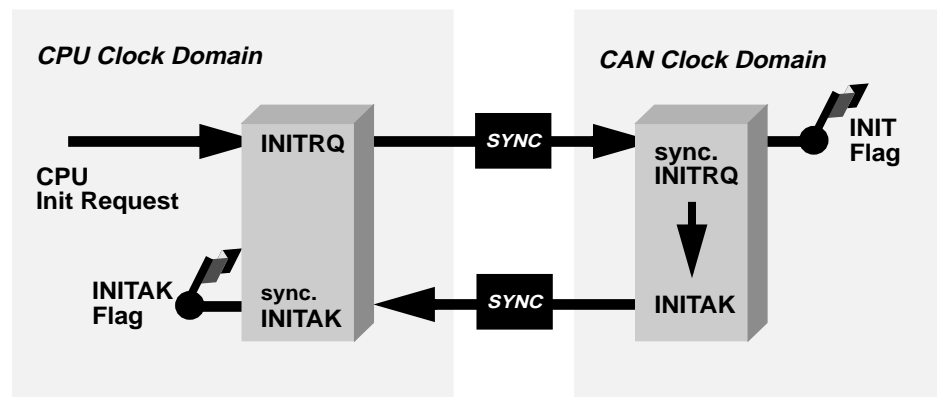 CPU Clock Domain
CAN Clock Domain
INITRQ
SYNC
sync.
INITRQ
INIT
Flag
CPU
Init Request
INITAK
Flag
sync.
INITAK
SYNC
INITAK